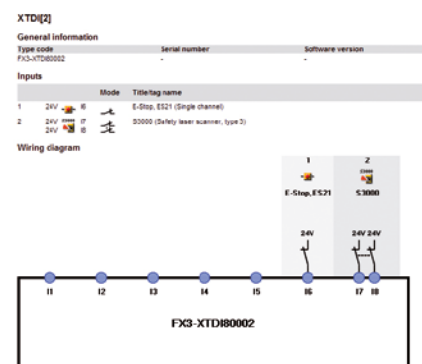 XTDI[2]
General information
Type code Serial number Software version
FX3-XTDI80002 - -
Inputs
Mode Title/tag name
1 24V I6 E-Stop, ES21 (Single channel)
2 24V I7 S3000 (Safety laser scanner, type 3)
24V I8
Wiring diagram
1 2
E-Stop, ES21 S3000
24V 24V 24V
I1 I2 I3 I4 I5 I6 I7 I8
FX3-XTDI80002